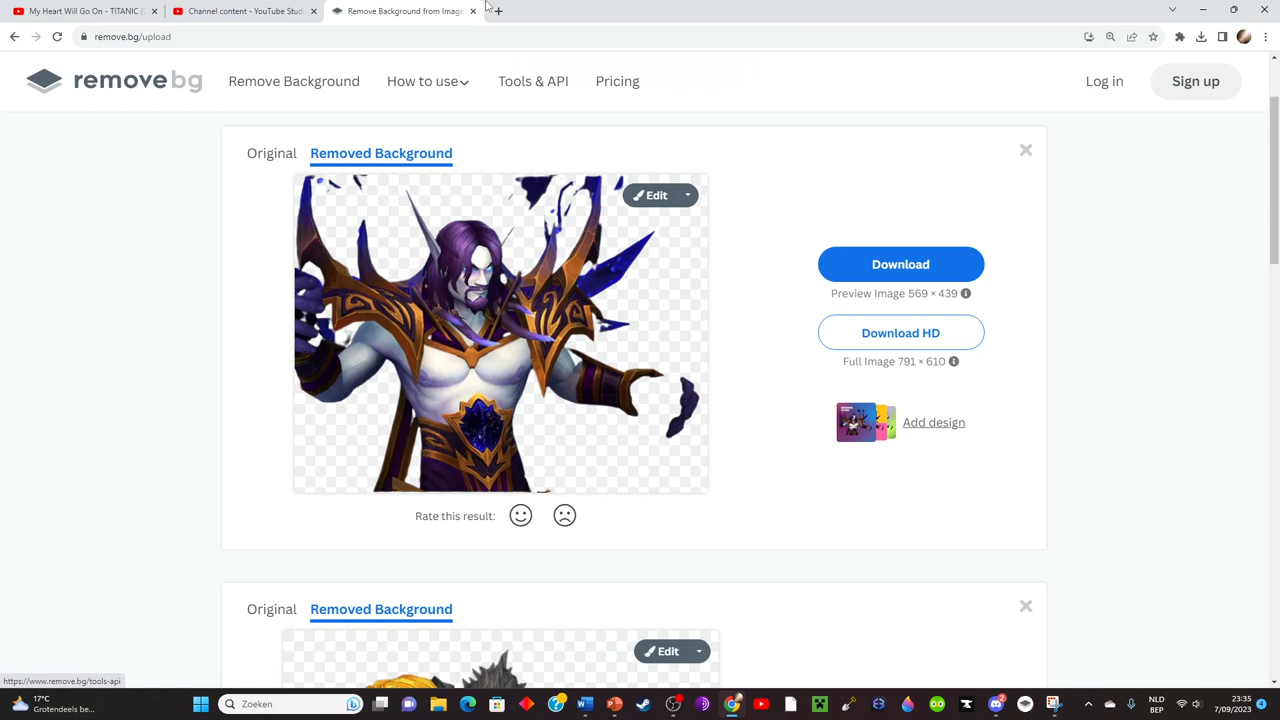 My Heart Will Go On - TITANIC (
Channel content - YouTube Stud
Remove Background from Image
remove.bg/upload
removebg
Remove Background
How to use
Tools & API
Pricing
Log in
Sign up
Original
Removed Background
Edit
Download
Preview Image 569 × 439
Download HD
Full Image 791 × 610
Add design
Rate this result:
Original
Removed Background
Edit
https://www.remove.bg/tools-api
17°C
Grotendeels be...
Zoeken
NLD
BEP
23:35
7/09/2023